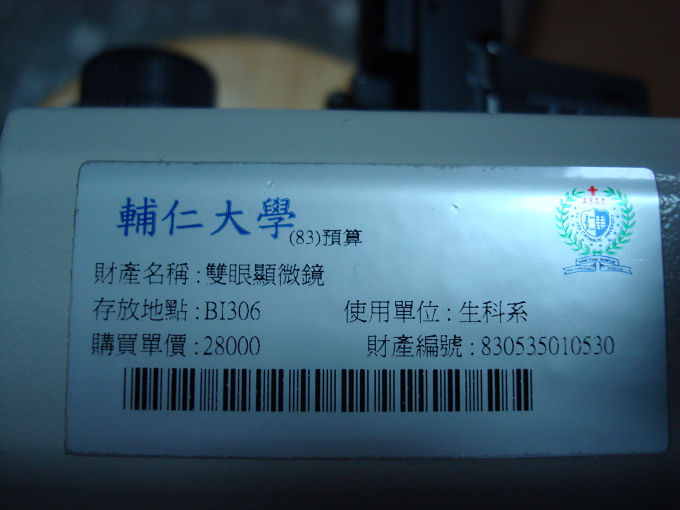 輔仁大學(83)預算
財產名稱:雙眼顯微鏡
存放地點:BI306 使用單位:生科系
購買單價:28000 財產編號:830535010530